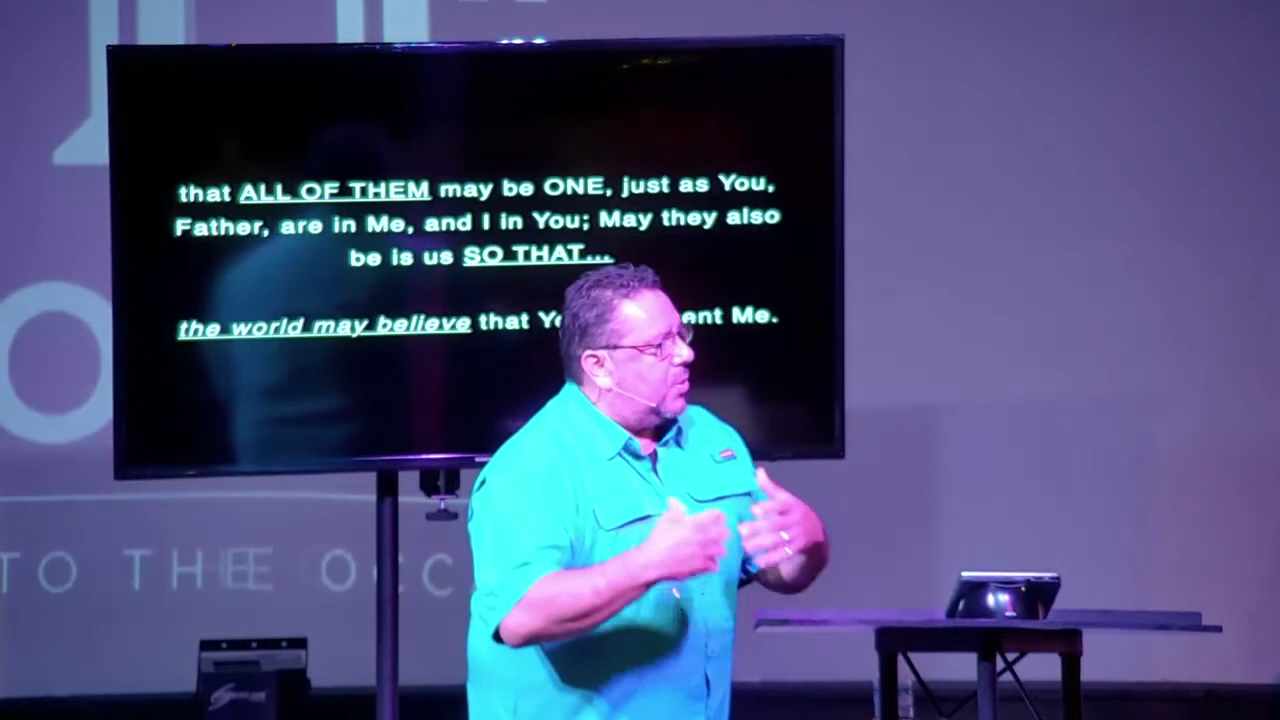 that ALL OF THEM may be ONE, just as You,
Father, are in Me, and I in You; May they also
be is us SO THAT...
the world may believe that ent Me.
TO THE OCC